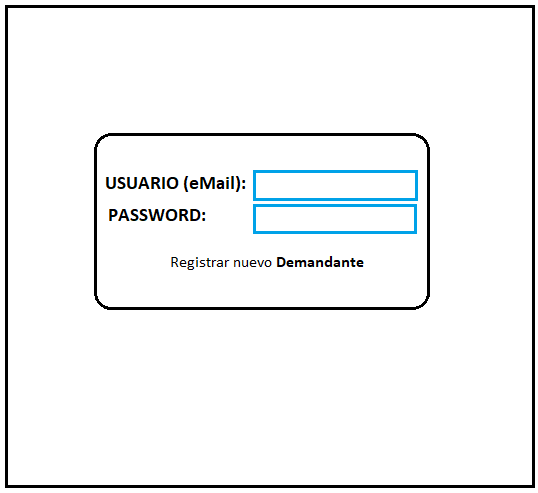 USUARIO (eMail):
PASSWORD:
Registrar nuevo Demandante